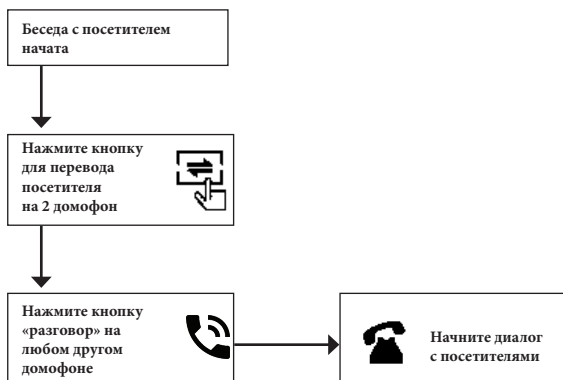 Беседа с посетителем
начата
Нажмите кнопку
для перевода
посетителя
на 2 домофон
Нажмите кнопку
«разговор» на
любом другом
домофоне
Начните диалог
с посетителями